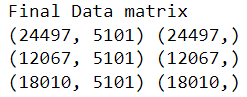 Final Data matrix
(24497, 5101) (24497,)
(12067, 5101) (12067,)
(18010, 5101) (18010,)